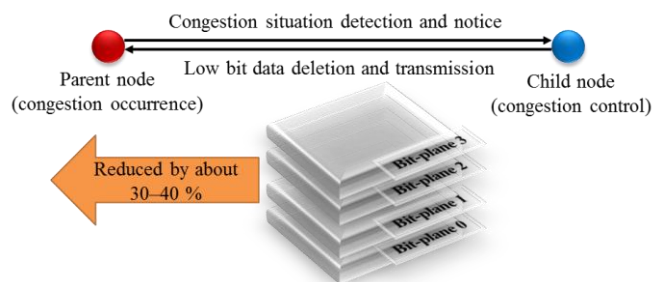 Congestion situation detection and notice
Low bit data deletion and transmission
Parent node
(congestion occurrence)
Child node
(congestion control)
Reduced by about
30–40 %
Bit-plane 3
Bit-plane 2
Bit-plane 1
Bit-plane 0